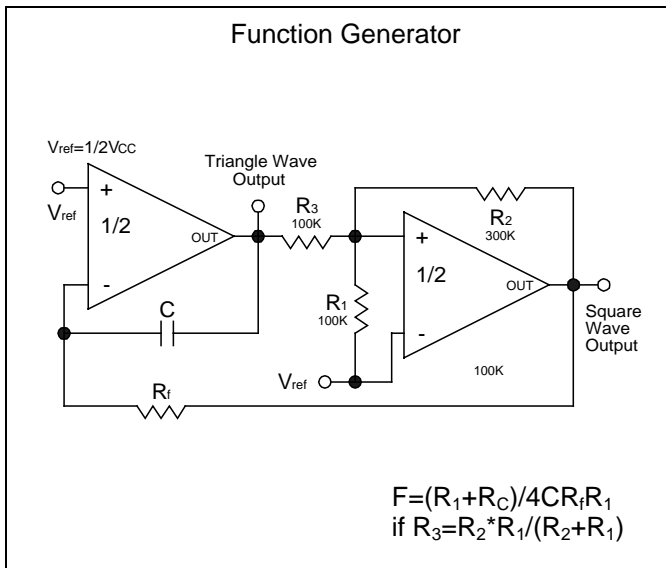 Function Generator
Vref=1/2VCC
Triangle Wave
Output
+
Vref
1/2
OUT
-
C
Rf
R3
100K
R2
300K
+
1/2
OUT
-
R1
100K
Vref
100K
Square
Wave
Output
F=(R1+RC)/4CRfR1
if R3=R2*R1/(R2+R1)